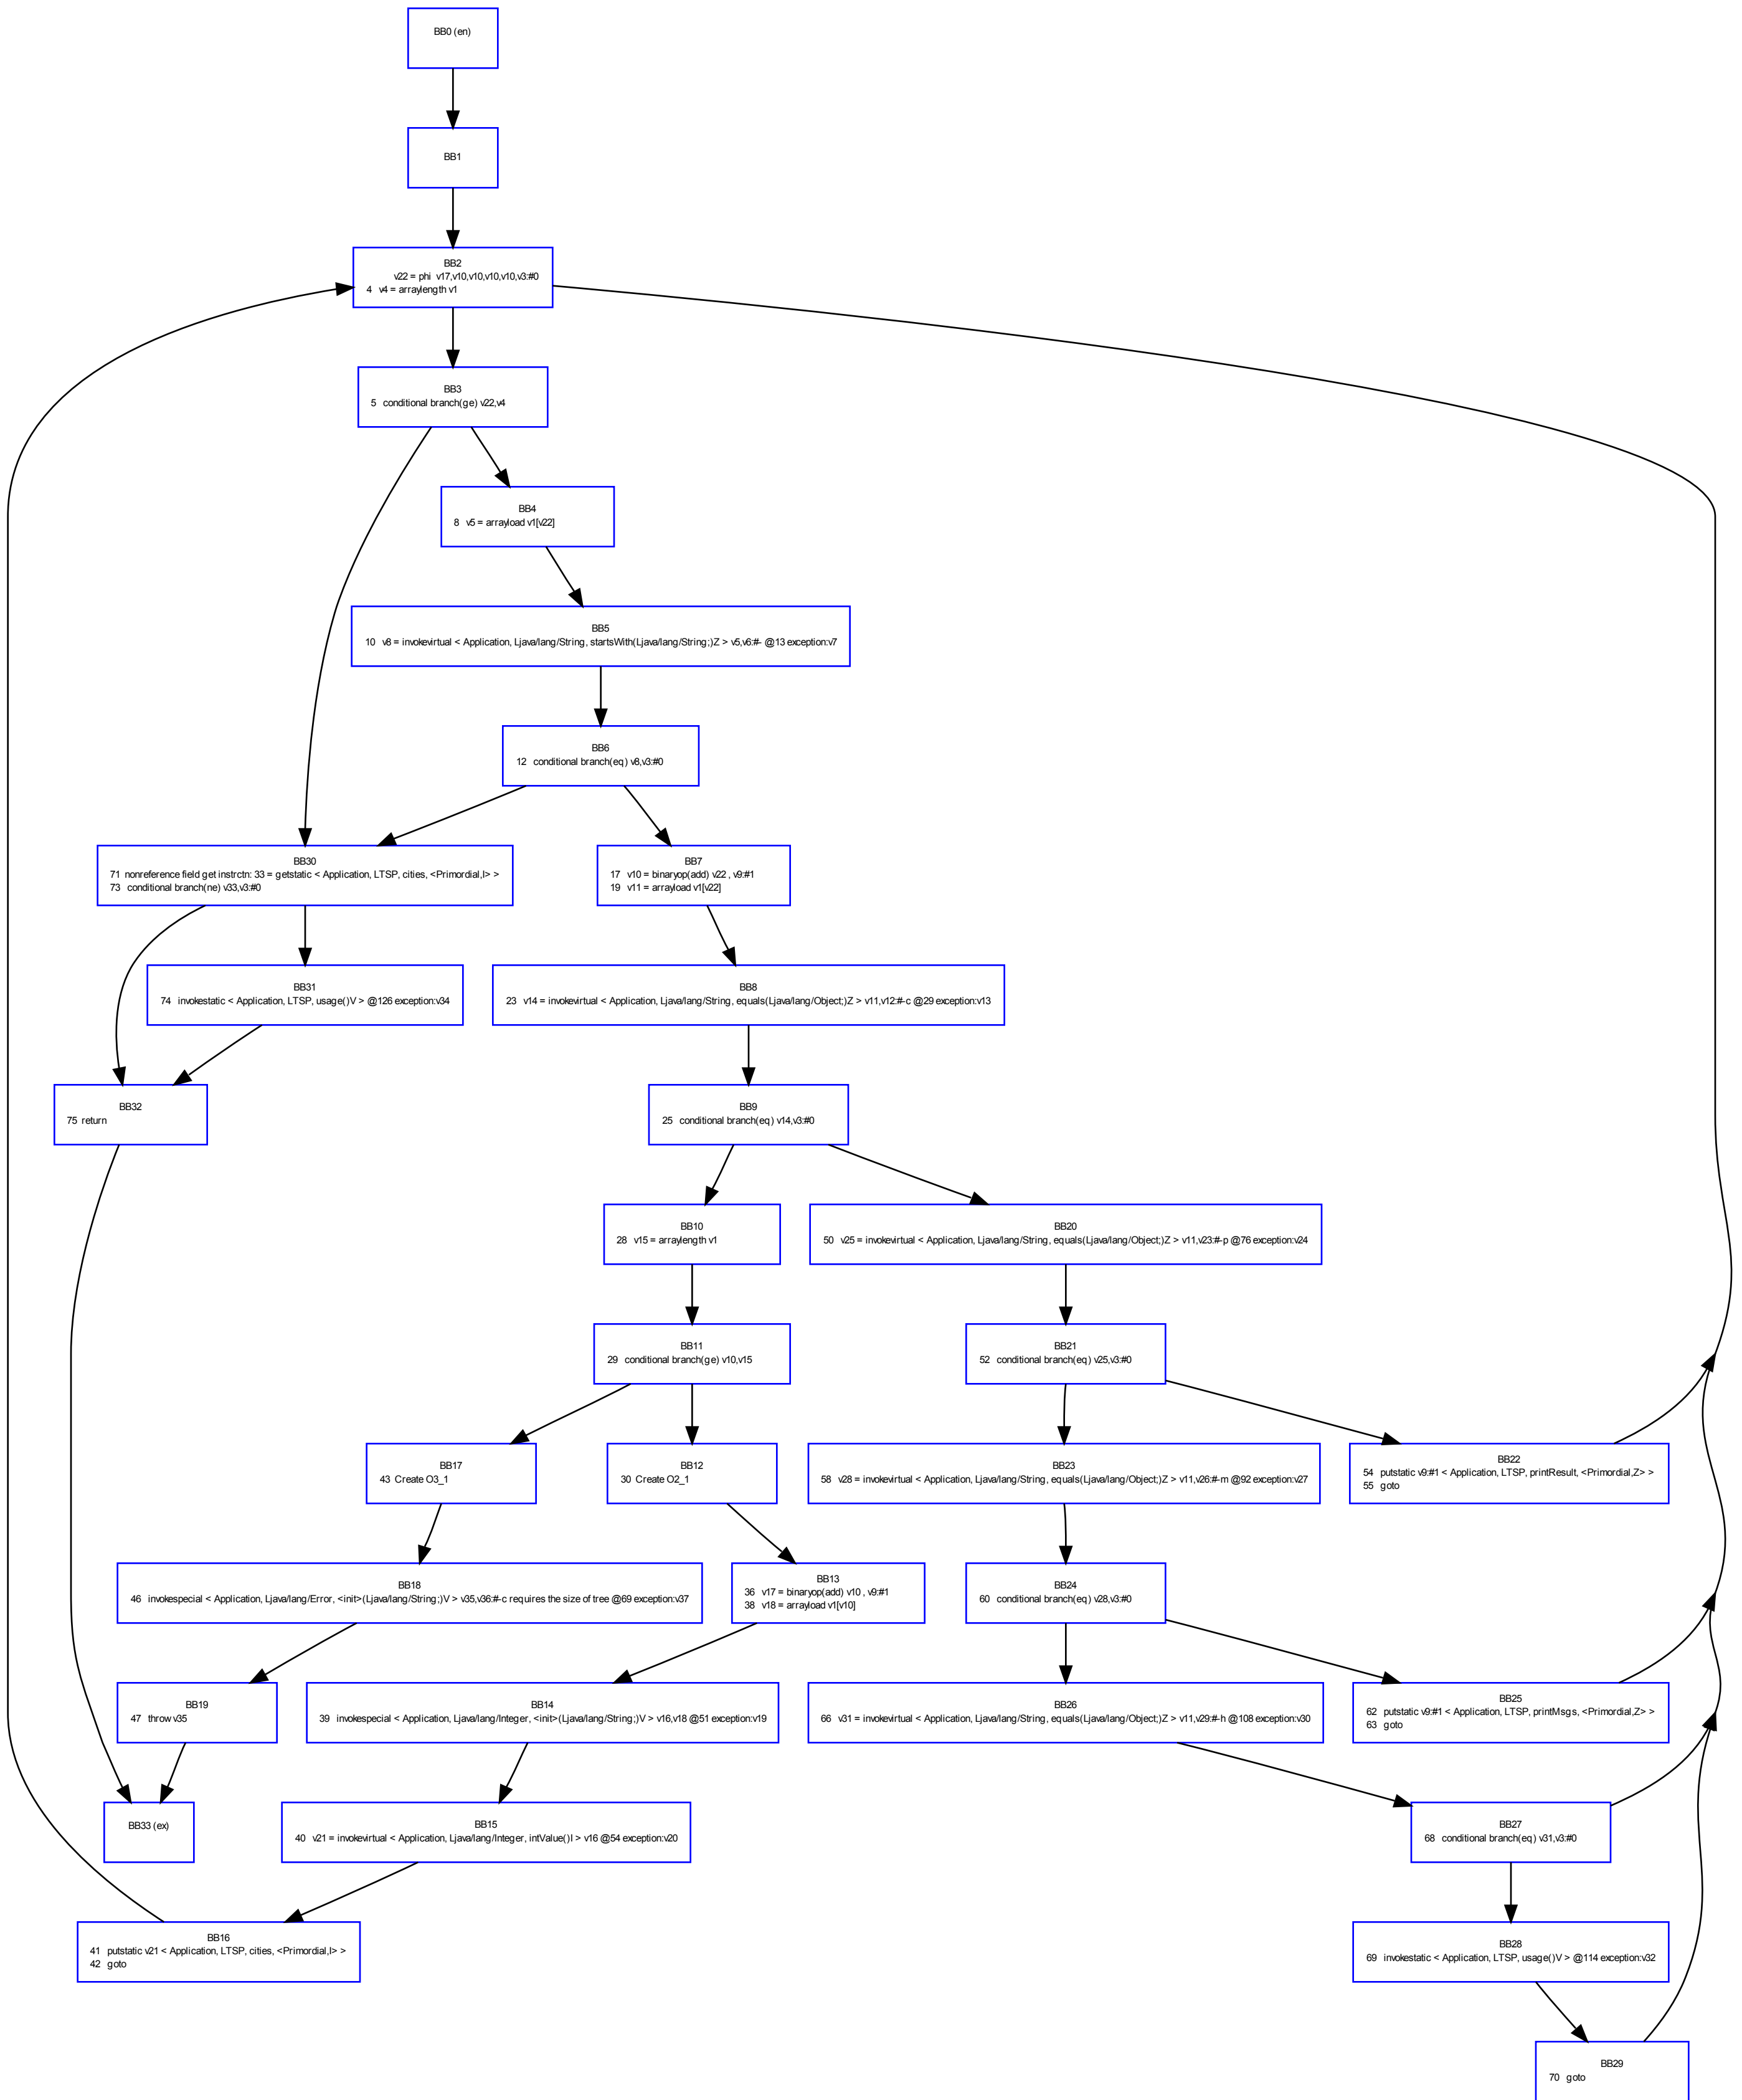 BB0 (en)
BB1
BB2
v22 = phi v17,v10,v10,v10,v10,v3:#0
4 v4 = arraylength v1
BB3
5 conditional branch(ge) v22,v4
BB4
8 v5 = arrayload v1[v22]
BB5
10 v8 = invokevirtual < Application, Ljava/lang/String, startsWith(Ljava/lang/String;)Z > v5,v6:#- @13 exception:v7
BB6
12 conditional branch(eq) v8,v3:#0
BB30
71 nonreference field get instrctn: 33 = getstatic < Application, LTSP, cities, <Primordial,I> >
73 conditional branch(ne) v33,v3:#0
BB7
17 v10 = binaryop(add) v22 , v9:#1
19 v11 = arrayload v1[v22]
BB31
74 invokestatic < Application, LTSP, usage()V > @126 exception:v34
BB8
23 v14 = invokevirtual < Application, Ljava/lang/String, equals(Ljava/lang/Object;)Z > v11,v12:#-c @29 exception:v13
BB32
75 return
BB9
25 conditional branch(eq) v14,v3:#0
BB10
28 v15 = arraylength v1
BB20
50 v25 = invokevirtual < Application, Ljava/lang/String, equals(Ljava/lang/Object;)Z > v11,v23:#-p @76 exception:v24
BB11
29 conditional branch(ge) v10,v15
BB21
52 conditional branch(eq) v25,v3:#0
BB17
43 Create O3_1
BB12
30 Create O2_1
BB23
58 v28 = invokevirtual < Application, Ljava/lang/String, equals(Ljava/lang/Object;)Z > v11,v26:#-m @92 exception:v27
BB22
54 putstatic v9:#1 < Application, LTSP, printResult, <Primordial,Z> >
55 goto
BB18
46 invokespecial < Application, Ljava/lang/Error, <init>(Ljava/lang/String;)V > v35,v36:#-c requires the size of tree @69 exception:v37
BB13
36 v17 = binaryop(add) v10 , v9:#1
38 v18 = arrayload v1[v10]
BB24
60 conditional branch(eq) v28,v3:#0
BB19
47 throw v35
BB14
39 invokespecial < Application, Ljava/lang/Integer, <init>(Ljava/lang/String;)V > v16,v18 @51 exception:v19
BB26
66 v31 = invokevirtual < Application, Ljava/lang/String, equals(Ljava/lang/Object;)Z > v11,v29:#-h @108 exception:v30
BB25
62 putstatic v9:#1 < Application, LTSP, printMsgs, <Primordial,Z> >
63 goto
BB33 (ex)
BB15
40 v21 = invokevirtual < Application, Ljava/lang/Integer, intValue()I > v16 @54 exception:v20
BB27
68 conditional branch(eq) v31,v3:#0
BB16
41 putstatic v21 < Application, LTSP, cities, <Primordial,I> >
42 goto
BB28
69 invokestatic < Application, LTSP, usage()V > @114 exception:v32
BB29
70 goto